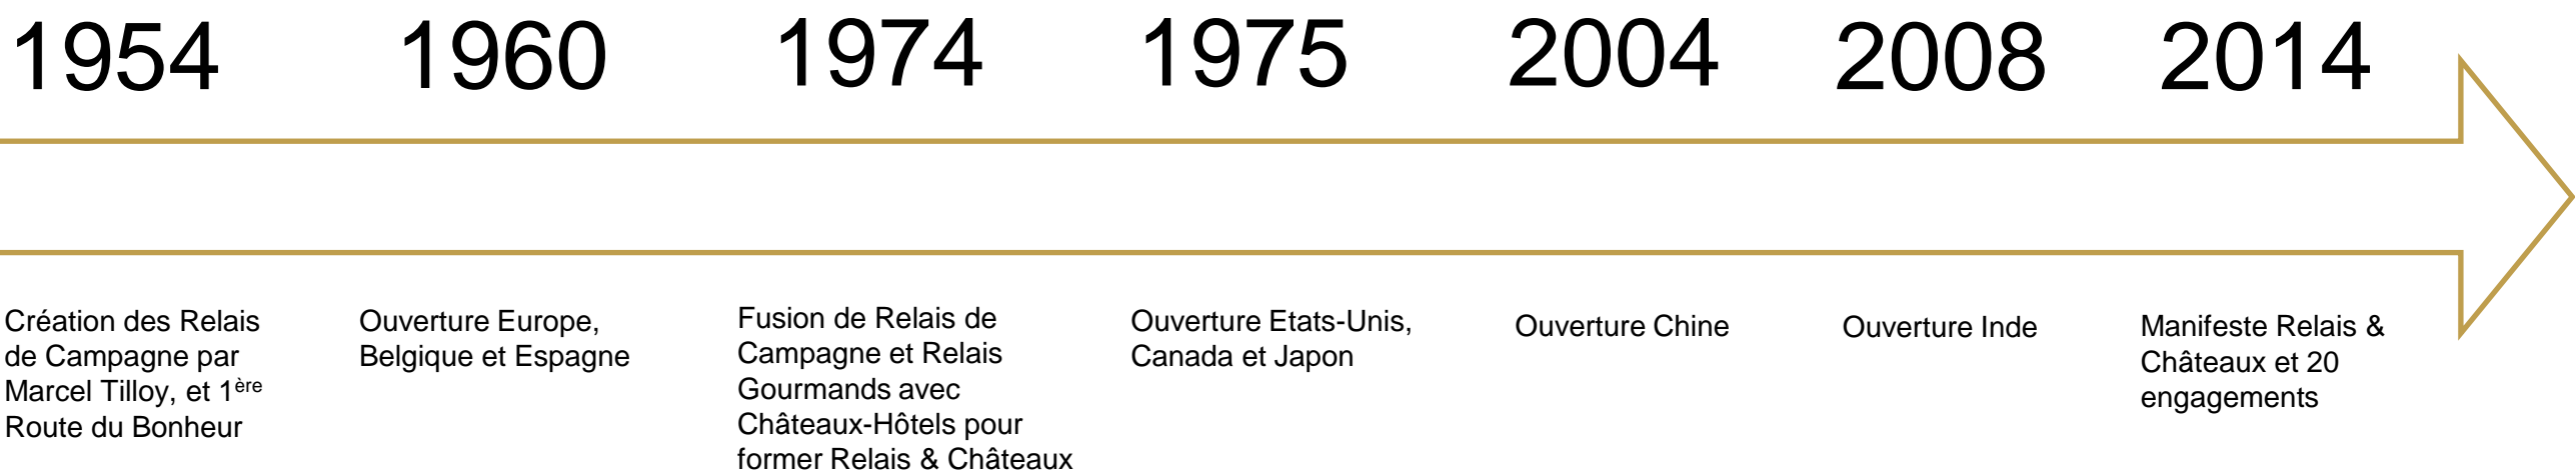 1954
1960
1974
1975
2004
2008
2014
Création des Relais
de Campagne par
Marcel Tilloy, et 1ère
Route du Bonheur
Ouverture Europe,
Belgique et Espagne
Fusion de Relais de
Campagne et Relais
Gourmands avec
Châteaux-Hôtels pour
former Relais & Châteaux
Ouverture Etats-Unis,
Canada et Japon
Ouverture Chine
Ouverture Inde
Manifeste Relais &
Châteaux et 20
engagements